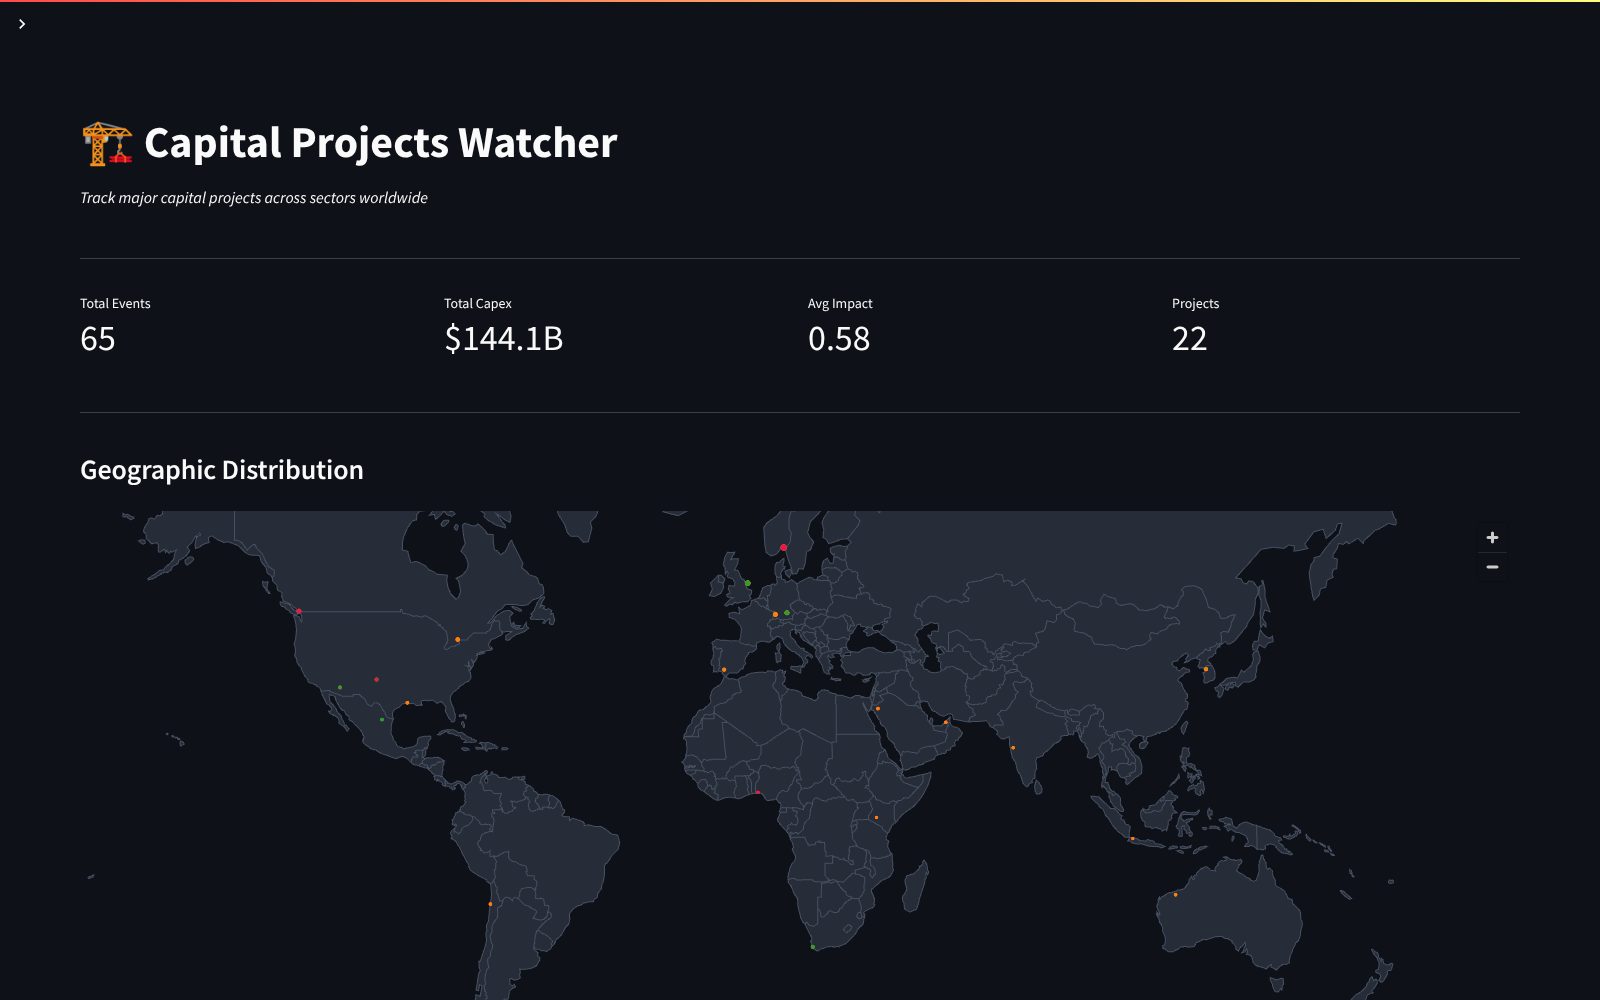 Capital Projects Watcher
Track major capital projects across sectors worldwide
Total Events
65
Total Capex
$144.1B
Avg Impact
0.58
Projects
22
Geographic Distribution
+
−